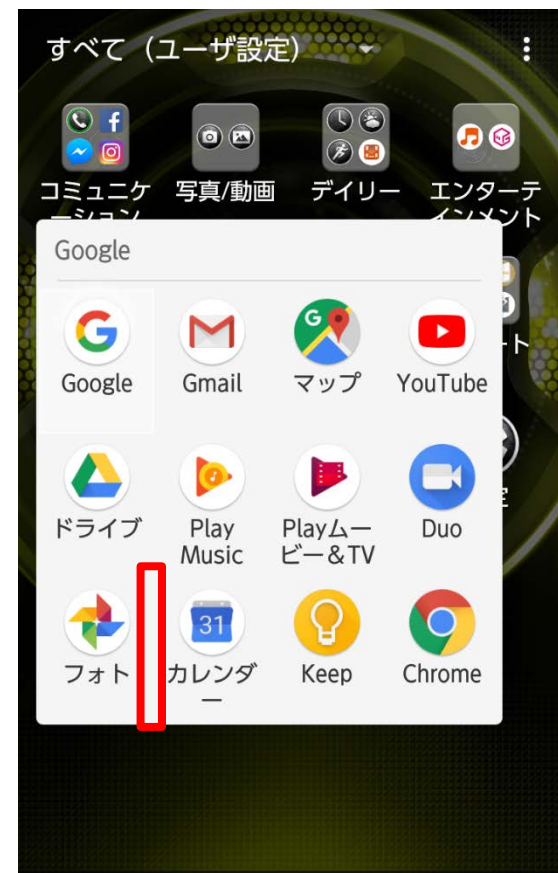 すべて（ユーザ設定）
コミュニケ
ーション
写真/動画
デイリー
エンターテ
インメント
Google
Google
Gmail
マップ
YouTube
ドライブ
Play
Music
Playムー
ビー＆TV
Duo
フォト
31
カレンダ
ー
Keep
Chrome